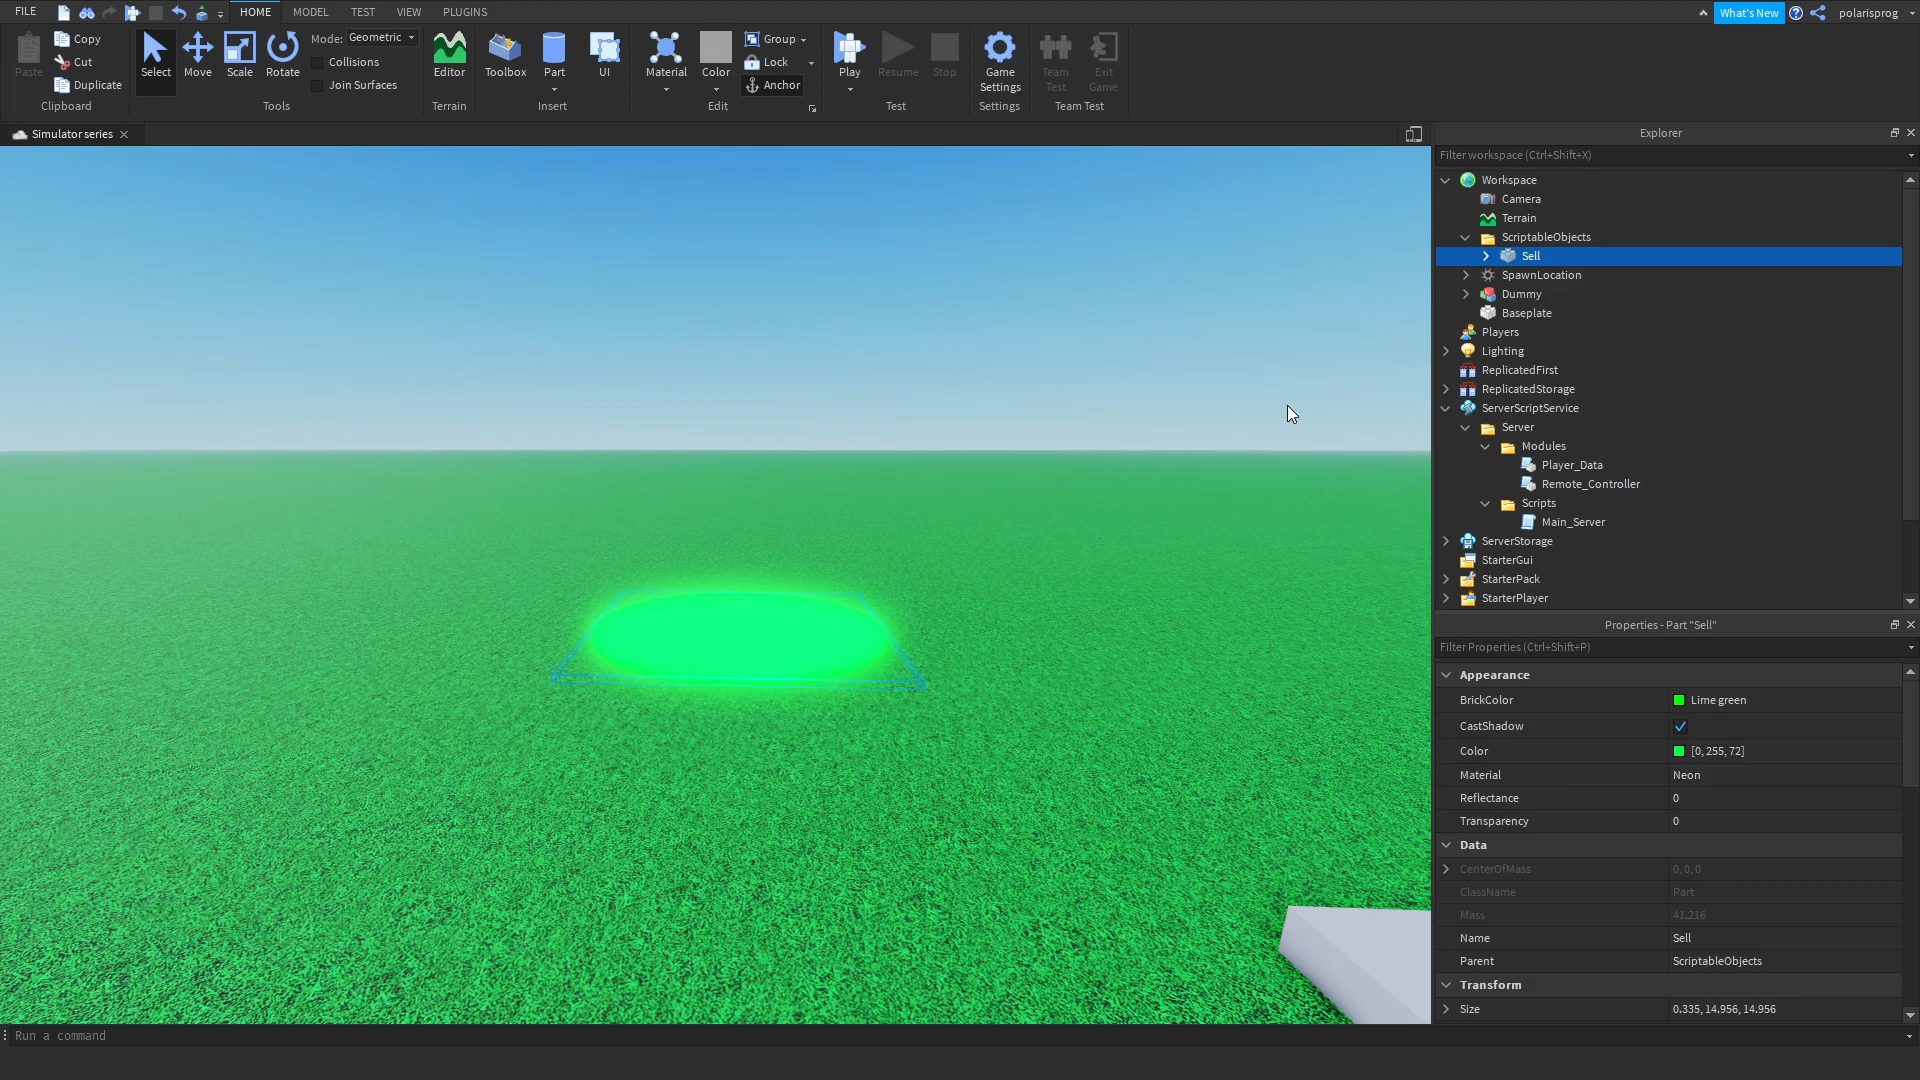 FILE
HOME
MODEL
TEST
VIEW
PLUGINS
What's New
polarisprog
Paste
Copy
Cut
Duplicate
Clipboard
Select
Move
Scale
Rotate
Mode: Geometric
Collisions
Join Surfaces
Tools
Editor
Terrain
Toolbox
Part
UI
Insert
Material
Color
Group
Lock
Anchor
Edit
Play
Resume
Stop
Test
Game
Settings
Settings
Team
Test
Exit
Game
Team Test
Simulator series
Explorer
Filter workspace (Ctrl+Shift+X)
Workspace
Camera
Terrain
ScriptableObjects
Sell
SpawnLocation
Dummy
Baseplate
Players
Lighting
ReplicatedFirst
ReplicatedStorage
ServerScriptService
Server
Modules
Player_Data
Remote_Controller
Scripts
Main_Server
ServerStorage
StarterGui
StarterPack
StarterPlayer
Properties - Part "Sell"
Filter Properties (Ctrl+Shift+P)
Appearance
BrickColor Lime green
CastShadow
Color [0, 255, 72]
Material Neon
Reflectance 0
Transparency 0
Data
CenterOfMass 0, 0, 0
ClassName Part
Mass 41.216
Name Sell
Parent ScriptableObjects
Transform
Size 0.335, 14.956, 14.956
Run a command